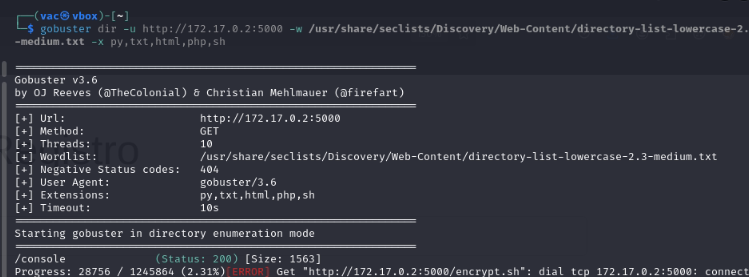 (vac㉿vbox)-[~]
$ gobuster dir -u http://172.17.0.2:5000 -w /usr/share/seclists/Discovery/Web-Content/directory-list-lowercase-2.
-medium.txt -x py,txt,html,php,sh
Gobuster v3.6
by OJ Reeves (@TheColonial) & Christian Mehlmauer (@firefart)
[+] Url: http://172.17.0.2:5000
[+] Method: GET
[+] Threads: 10
[+] Wordlist: /usr/share/seclists/Discovery/Web-Content/directory-list-lowercase-2.3-medium.txt
[+] Negative Status codes: 404
[+] User Agent: gobuster/3.6
[+] Extensions: py,txt,html,php,sh
[+] Timeout: 10s
Starting gobuster in directory enumeration mode
/console (Status: 200) [Size: 1563]
Progress: 28756 / 1245864 (2.31%)[ERROR] Get "http://172.17.0.2:5000/encrypt.sh": dial tcp 172.17.0.2:5000: connect